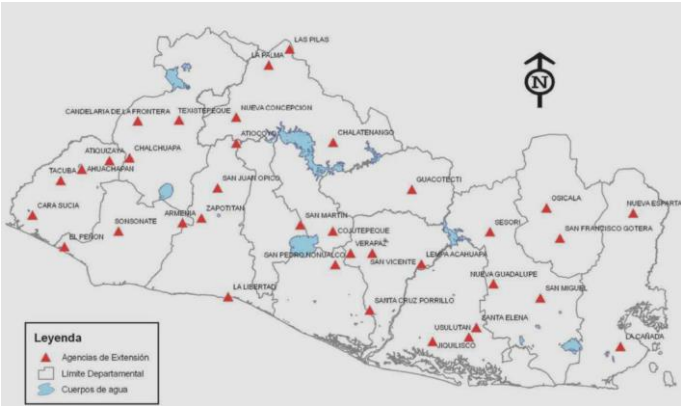 LAS PILAS
LA PALMA
CANDELARIA DE LA FRONTERA
TEXISTEPEQUE
NUEVA CONCEPCION
N
ATIOCOYO
CHALATENANGO
ATIQUIZAYA
CHALCHUAPA
TACUBA
AHUACHAPAN
SAN JUAN OPICO
GUACOTECTI
CARA SUCIA
ARMENIA
ZAPOTITAN
OSICALA
NUEVA ESPARTA
SONSONATE
SAN MARTIN
COJUTEPEQUE
SESORI
SAN FRANCISCO GOTERA
EL PEÑON
VERAPAZ
SAN PEDRO NONUALCO
SAN VICENTE
LEMPA ACAHUAPA
NUEVA GUADALUPE
LA LIBERTAD
SANTA CRUZ PORRILLO
SAN MIGUEL
SANTA ELENA
USULUTAN
JIQUILISCO
LA CAÑADA
Leyenda
Agencias de Extensión
Límite Departamental
Cuerpos de agua